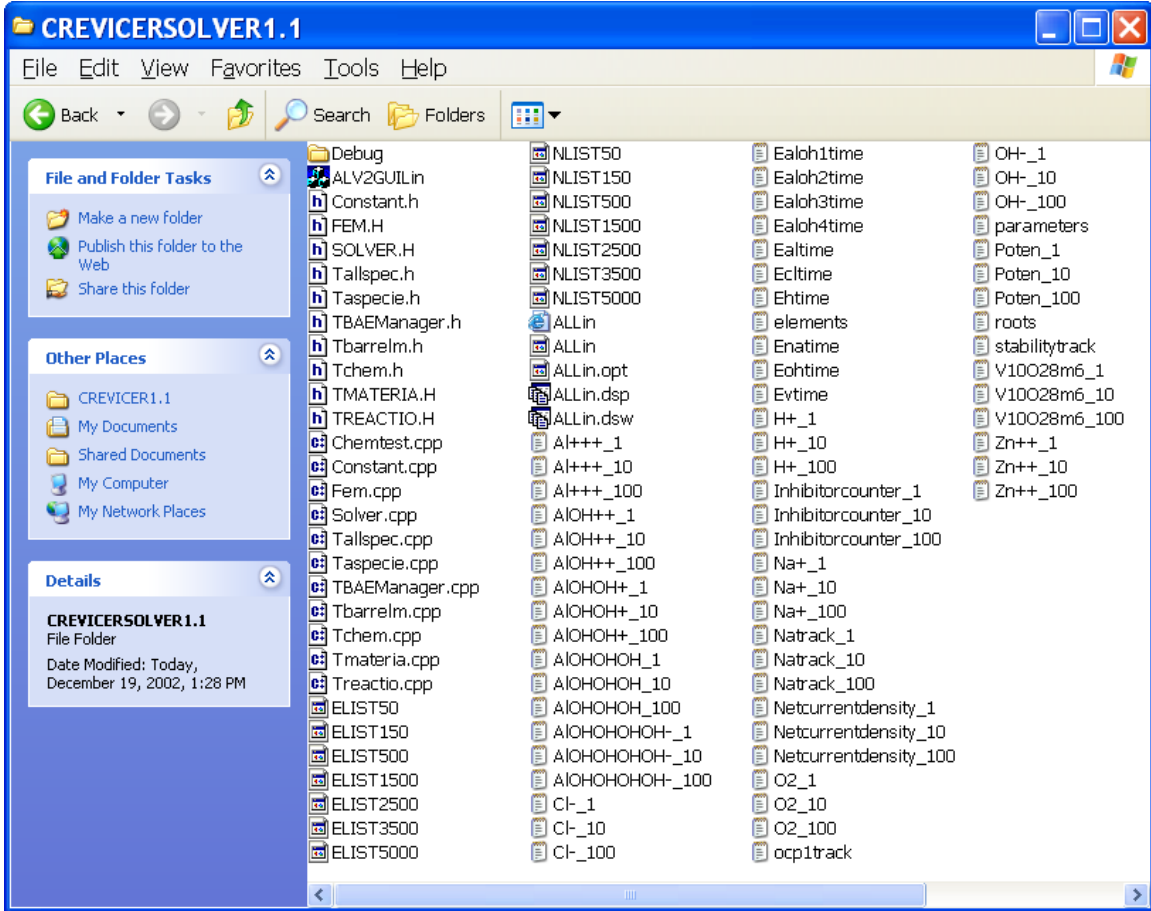 CREVICERSOLVER1.1
File Edit View Favorites Tools Help
Back Search Folders
File and Folder Tasks
Make a new folder
Publish this folder to the
Web
Share this folder
Other Places
CREVICER1.1
My Documents
Shared Documents
My Computer
My Network Places
Details
CREVICERSOLVER1.1
File Folder
Date Modified: Today,
December 19, 2002, 1:28 PM
Debug
ALV2GUILin
Constant.h
FEM.H
SOLVER.H
Tallspec.h
Taspecie.h
TBAEManager.h
Tbarrelm.h
Tchem.h
TMATERIA.H
TREACTIO.H
Chemtest.cpp
Constant.cpp
Fem.cpp
Solver.cpp
Tallspec.cpp
Taspecie.cpp
TBAEManager.cpp
Tbarrelm.cpp
Tchem.cpp
Tmateria.cpp
Treactio.cpp
ELIST50
ELIST150
ELIST500
ELIST1500
ELIST2500
ELIST3500
ELIST5000
NLIST50
NLIST150
NLIST500
NLIST1500
NLIST2500
NLIST3500
NLIST5000
ALLin
ALLin
ALLin.opt
ALLin.dsp
ALLin.dsw
Al+++_1
Al+++_10
Al+++_100
AlOH++_1
AlOH++_10
AlOH++_100
AlOHOH+_1
AlOHOH+_10
AlOHOH+_100
AlOHOHOH_1
AlOHOHOH_10
AlOHOHOH_100
AlOHOHOHOH-_1
AlOHOHOHOH-_10
AlOHOHOHOH-_100
Cl-_1
Cl-_10
Cl-_100
Ealoh1time
Ealoh2time
Ealoh3time
Ealoh4time
Ealtime
Ecltime
Ehtime
elements
Enatime
Eohtime
Evtime
H+_1
H+_10
H+_100
Inhibitorcounter_1
Inhibitorcounter_10
Inhibitorcounter_100
Na+_1
Na+_10
Na+_100
Natrack_1
Natrack_10
Natrack_100
Netcurrentdensity_1
Netcurrentdensity_10
Netcurrentdensity_100
O2_1
O2_10
O2_100
ocp1track
OH-_1
OH-_10
OH-_100
parameters
Poten_1
Poten_10
Poten_100
roots
stabilitytrack
V10O28m6_1
V10O28m6_10
V10O28m6_100
Zn++_1
Zn++_10
Zn++_100